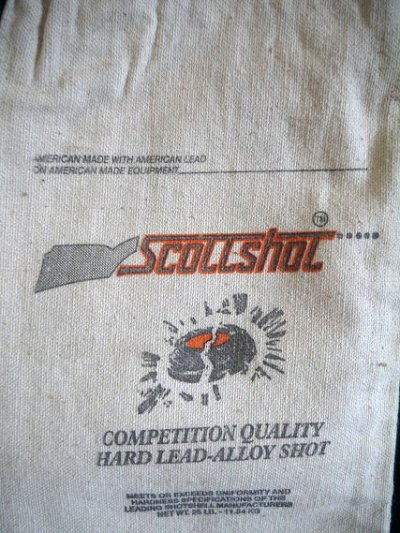 AMERICAN MADE WITH AMERICAN LEAD
ON AMERICAN MADE EQUIPMENT
Scottshot TM
COMPETITION QUALITY
HARD LEAD-ALLOY SHOT
MEETS OR EXCEEDS UNIFORMITY AND
HARDNESS SPECIFICATIONS OF THE
LEADING SHOTSHELL MANUFACTURERS
NET WT. 25 LB. - 11.34 KG